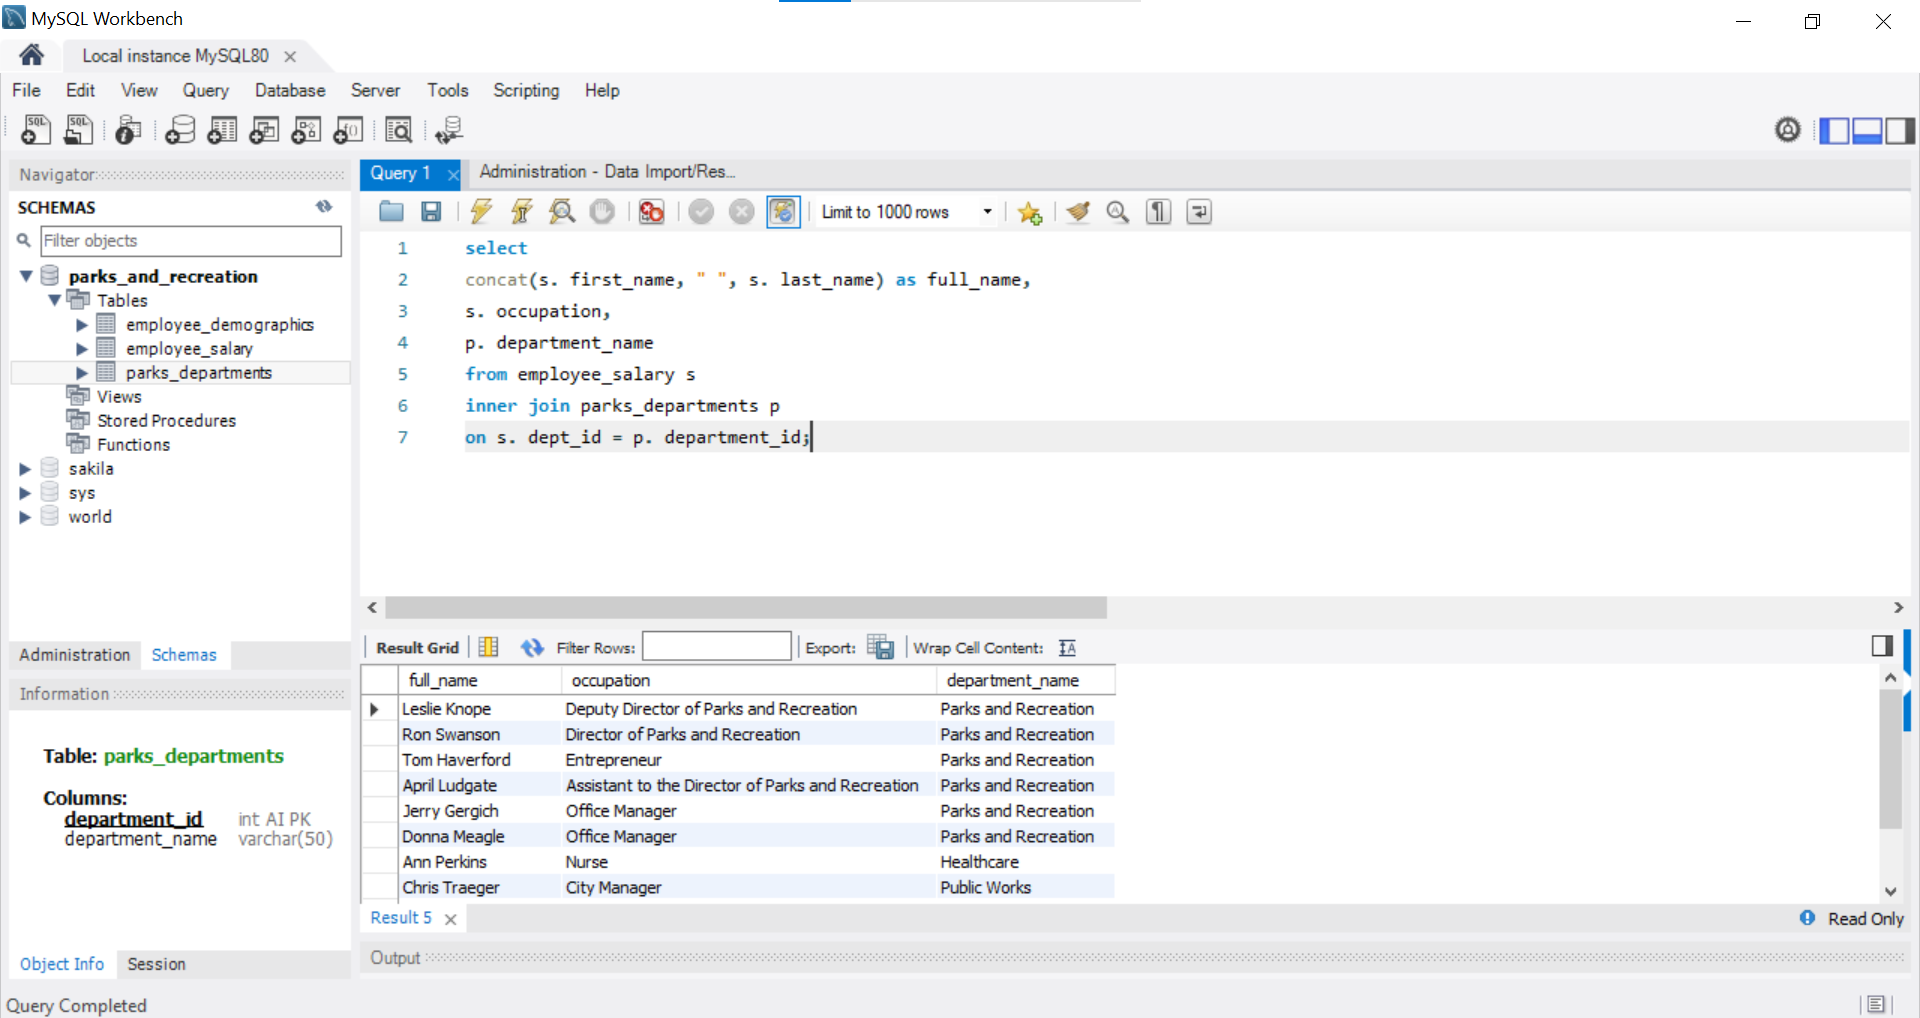 MySQL Workbench
Local instance MySQL80
File Edit View Query Database Server Tools Scripting Help
Navigator
SCHEMAS
Filter objects
parks_and_recreation
Tables
employee_demographics
employee_salary
parks_departments
Views
Stored Procedures
Functions
sakila
sys
world
Administration Schemas
Information
Table: parks_departments
Columns:
department_id int AI PK
department_name varchar(50)
Object Info Session
Query 1 Administration - Data Import/Res...
Limit to 1000 rows
1 select
2 concat(s. first_name, " ", s. last_name) as full_name,
3 s. occupation,
4 p. department_name
5 from employee_salary s
6 inner join parks_departments p
7 on s. dept_id = p. department_id;
Result Grid Filter Rows: Export: Wrap Cell Content:
full_name occupation department_name
Leslie Knope Deputy Director of Parks and Recreation Parks and Recreation
Ron Swanson Director of Parks and Recreation Parks and Recreation
Tom Haverford Entrepreneur Parks and Recreation
April Ludgate Assistant to the Director of Parks and Recreation Parks and Recreation
Jerry Gergich Office Manager Parks and Recreation
Donna Meagle Office Manager Parks and Recreation
Ann Perkins Nurse Healthcare
Chris Traeger City Manager Public Works
Result 5 Read Only
Output
Query Completed